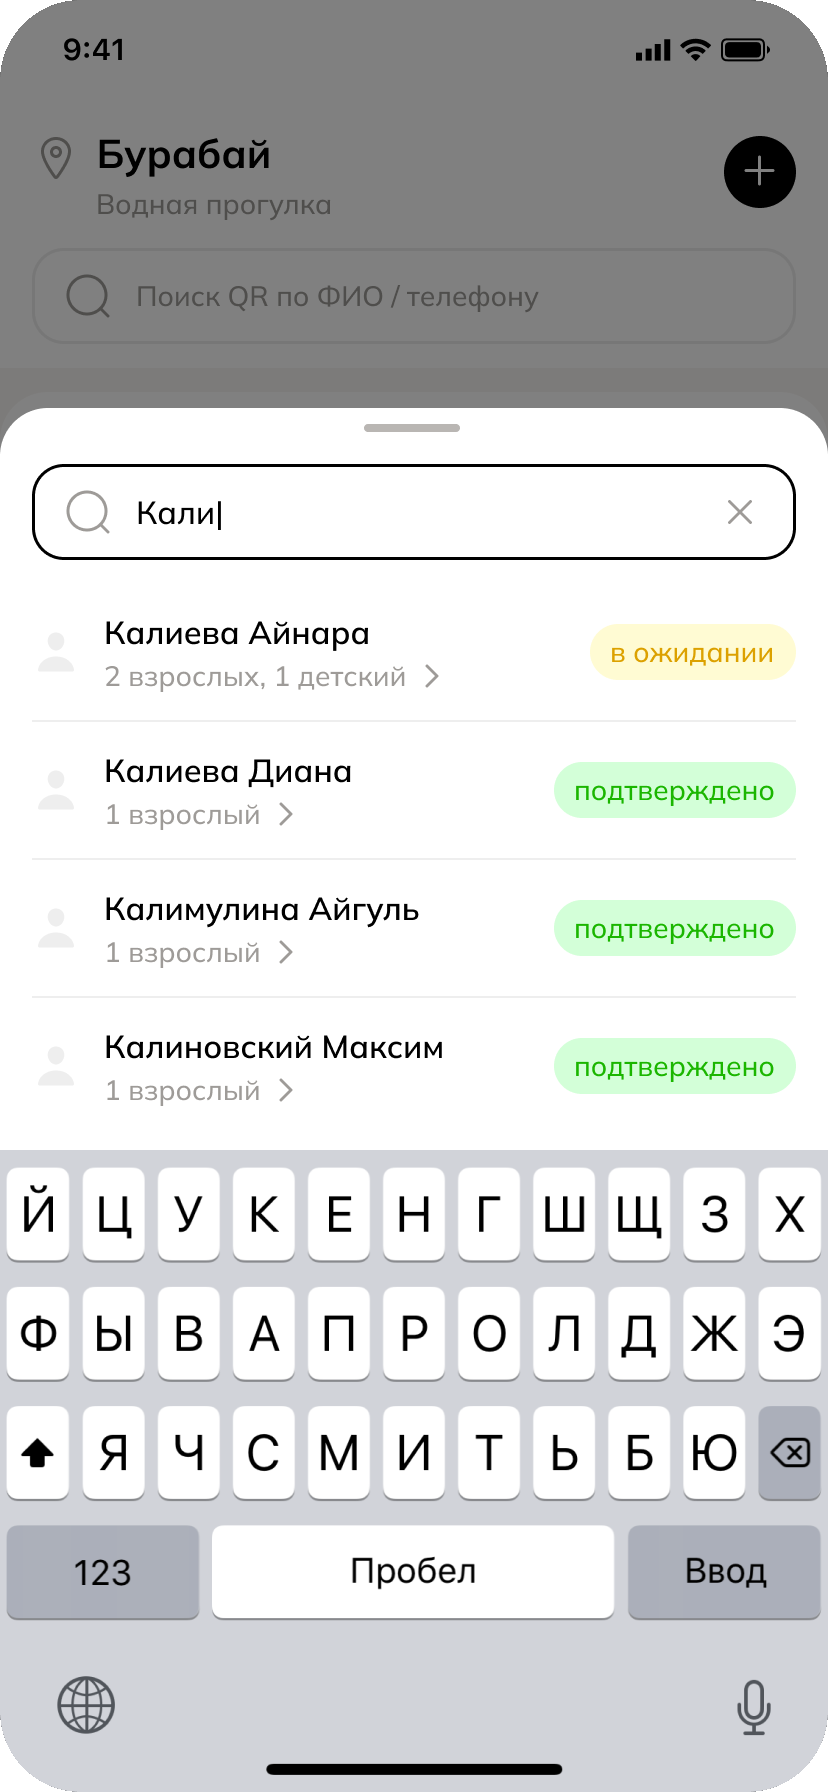 9:41
Бурабай
Водная прогулка
Поиск QR по ФИО / телефону
Кали
Калиева Айнара
2 взрослых, 1 детский
в ожидании
Калиева Диана
1 взрослый
подтверждено
Калимулина Айгуль
1 взрослый
подтверждено
Калиновский Максим
1 взрослый
подтверждено
Й Ц У К Е Н Г Ш Щ З Х
Ф Ы В А П Р О Л Д Ж Э
Я Ч С М И Т Ь Б Ю
123 Пробел Ввод